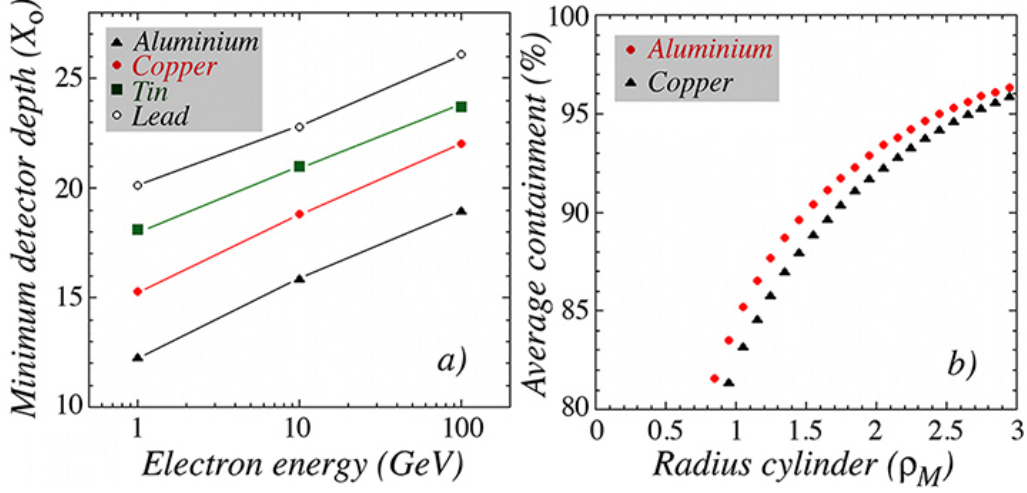 Minimum detector depth (Xo)
25
20
15
10
Aluminium
Copper
Tin
Lead
a)
1
10
100
Electron energy (GeV)
Average containment (%)
100
95
90
85
80
Aluminium
Copper
b)
0
0.5
1
1.5
2
2.5
3
Radius cylinder (ρM)